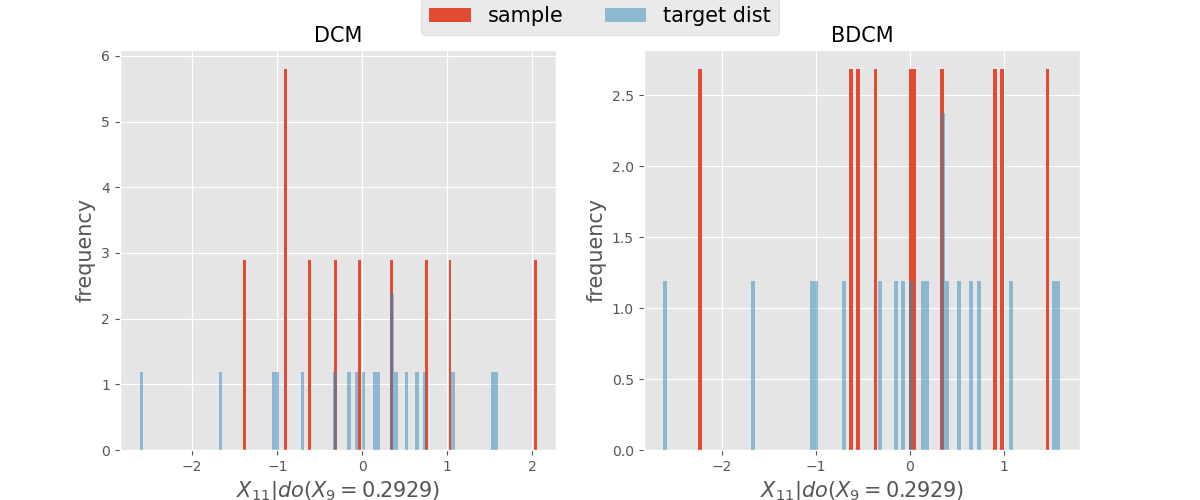 sample target dist
DCM
BDCM
6
5
4
3
2
1
0
frequency
−2 −1 0 1 2
X₁₁|do(X₉ = 0.2929)
2.5
2.0
1.5
1.0
0.5
0.0
frequency
−2 −1 0 1
X₁₁|do(X₉ = 0.2929)